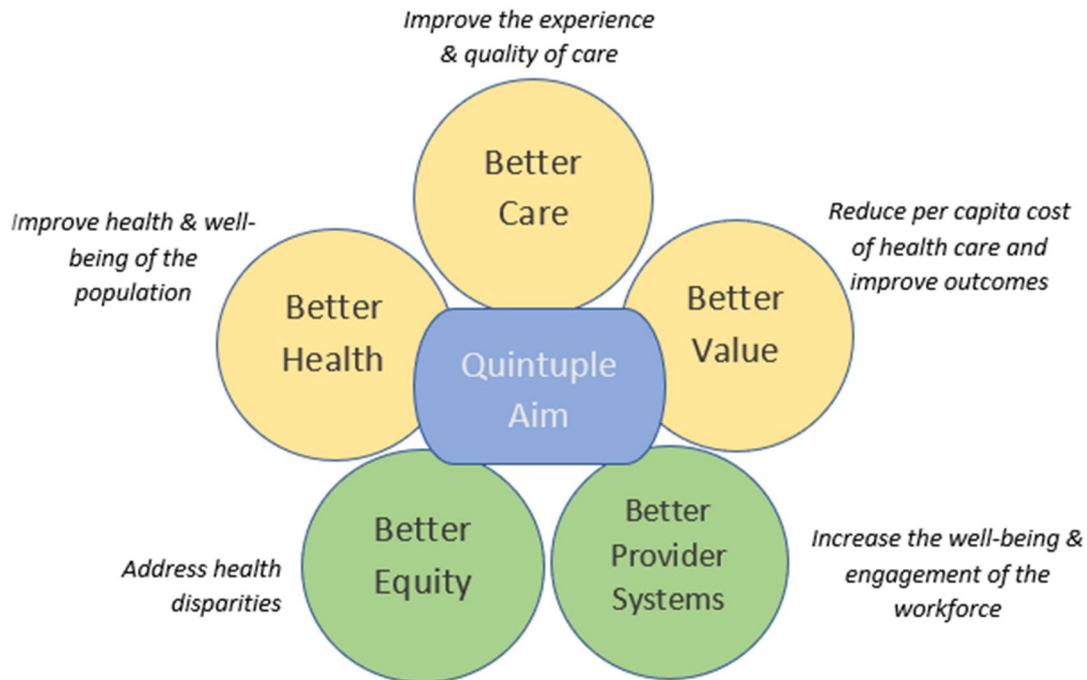 Improve the experience
& quality of care
Better
Care
Improve health & well-
being of the
population
Better
Health
Reduce per capita cost
of health care and
improve outcomes
Better
Value
Quintuple
Aim
Address health
disparities
Better
Equity
Better
Provider
Systems
Increase the well-being &
engagement of the
workforce